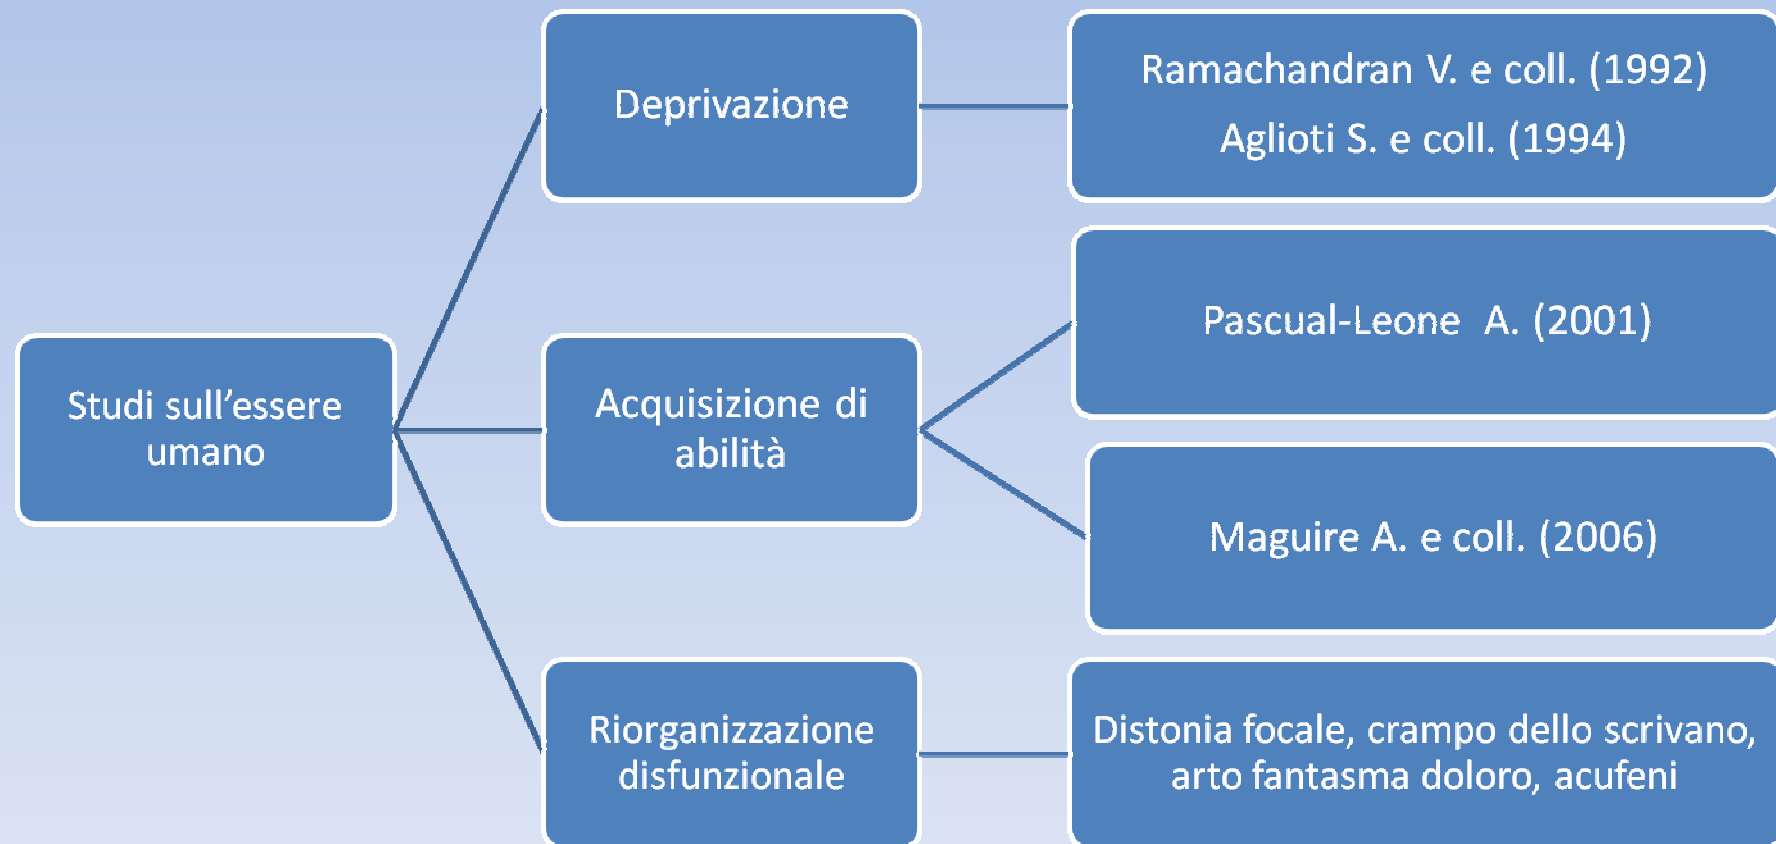 Studi sull’essere
umano
Deprivazione
Ramachandran V. e coll. (1992)
Aglioti S. e coll. (1994)
Acquisizione di
abilità
Pascual-Leone A. (2001)
Maguire A. e coll. (2006)
Riorganizzazione
disfunzionale
Distonia focale, crampo dello scrivano,
arto fantasma doloro, acufeni